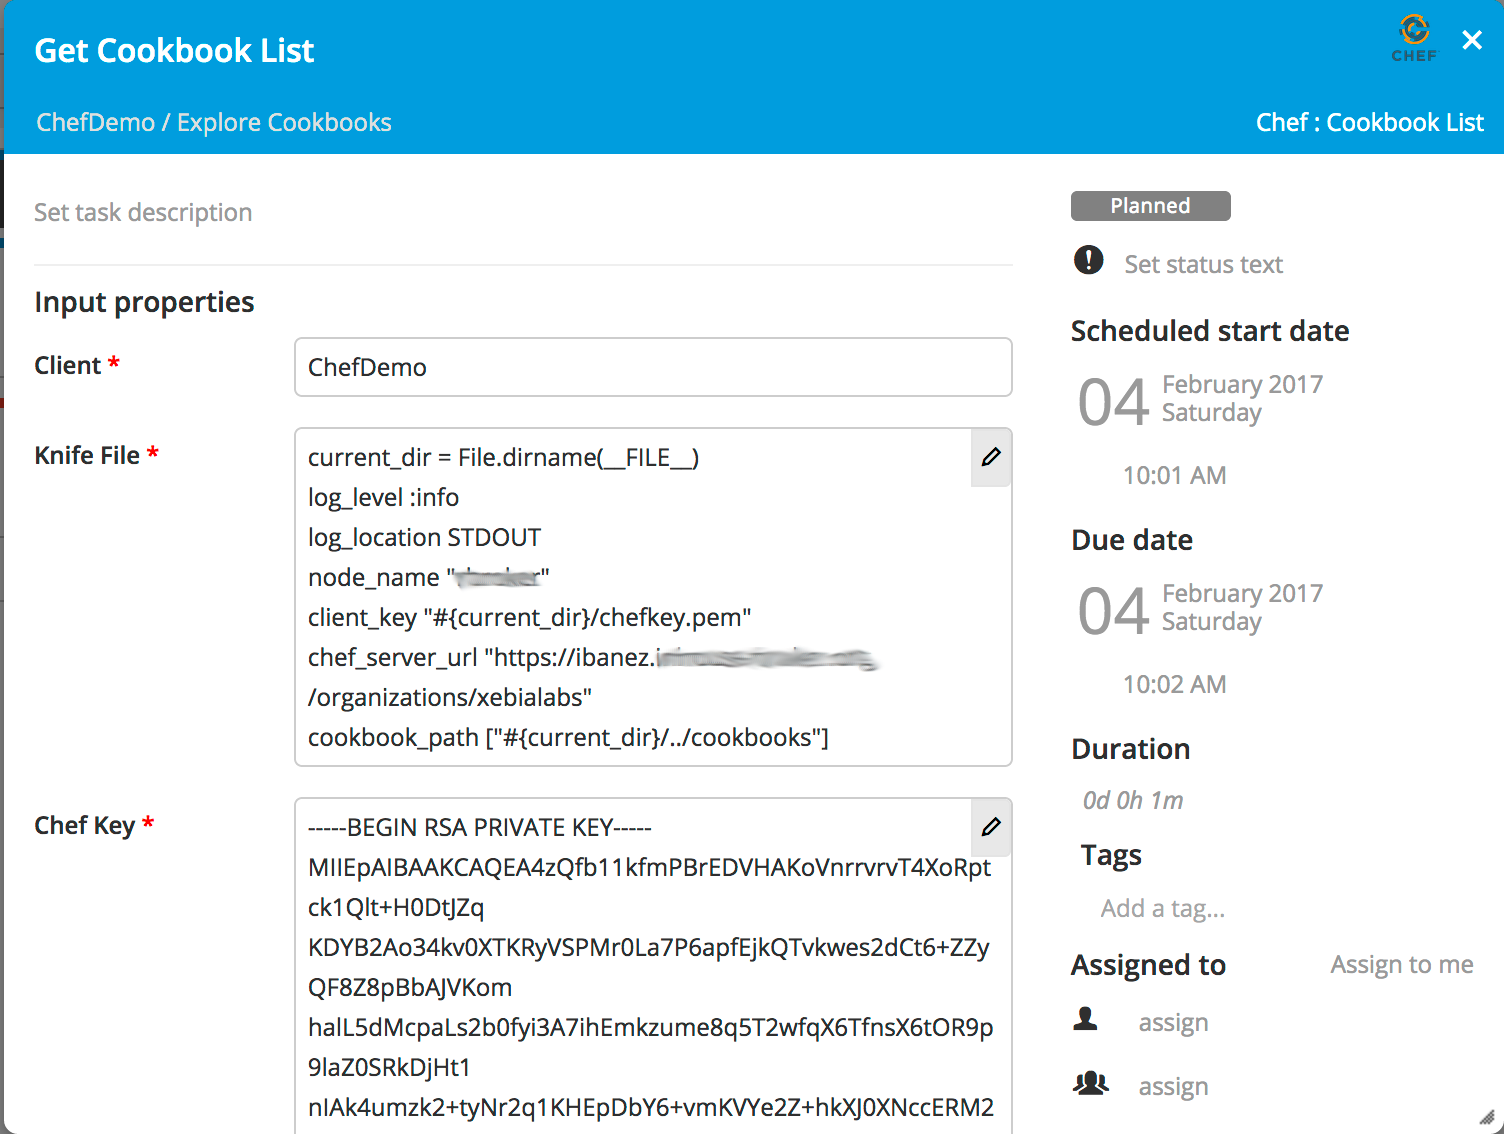 Get Cookbook List
CHEF
ChefDemo / Explore Cookbooks
Chef : Cookbook List
Set task description
Input properties
Client *
ChefDemo
Knife File *
current_dir = File.dirname(__FILE__)
log_level :info
log_location STDOUT
node_name " "
client_key "#{current_dir}/chefkey.pem"
chef_server_url "https://ibanez.
/organizations/xebialabs"
cookbook_path ["#{current_dir}/../cookbooks"]
Chef Key *
-----BEGIN RSA PRIVATE KEY-----
MIIEpAIBAAKCAQEA4zQfb11kfmPBrEDVHAKoVnrrvrvT4XoRpt
ck1Qlt+H0DtJZq
KDYB2Ao34kv0XTKRyVSPMr0La7P6apfEjkQTvkwes2dCt6+ZZy
QF8Z8pBbAJVKom
halL5dMcpaLs2b0fyi3A7ihEmkzume8q5T2wfqX6TfnsX6tOR9p
9laZ0SRkDjHt1
nIAk4umzk2+tyNr2q1KHEpDbY6+vmKVYe2Z+hkXJ0XNccERM2
Planned
Set status text
Scheduled start date
04
February 2017
Saturday
10:01 AM
Due date
04
February 2017
Saturday
10:02 AM
Duration
0d 0h 1m
Tags
Add a tag...
Assigned to
Assign to me
assign
assign